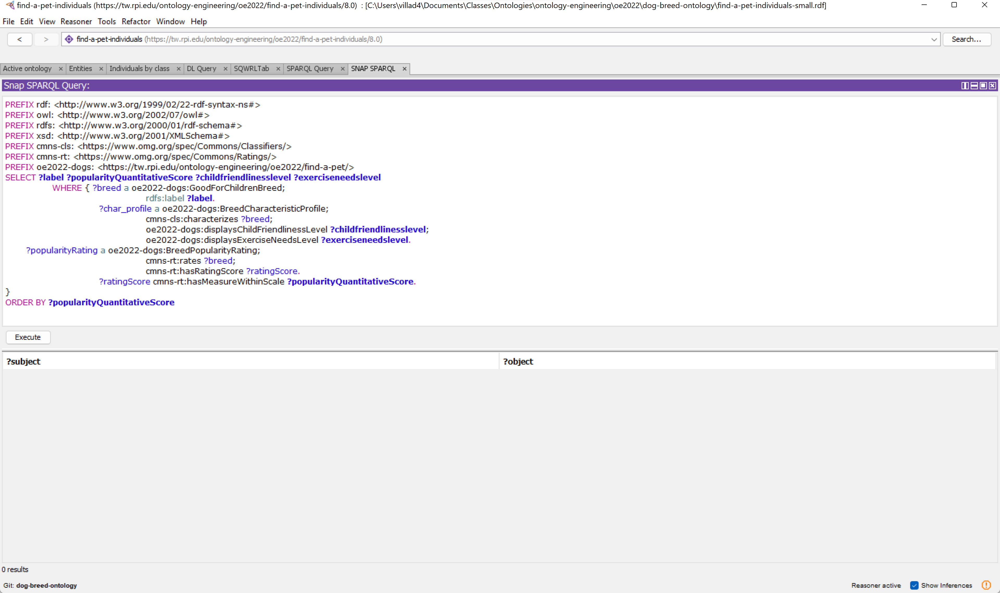 find-a-pet-individuals (https://tw.rpi.edu/ontology-engineering/oe2022/find-a-pet-individuals/8.0)  : [C:\Users\villad4\Documents\Classes\Ontologies\ontology-engineering\oe2022\dog-breed-ontology\find-a-pet-individuals-small.rdf]
File Edit View Reasoner Tools Refactor Window Help
< > find-a-pet-individuals (https://tw.rpi.edu/ontology-engineering/oe2022/find-a-pet-individuals/8.0) Search...
Active ontology × Entities × Individuals by class × DL Query × SQWRLTab × SPARQL Query × SNAP SPARQL ×
Snap SPARQL Query:
PREFIX rdf: <http://www.w3.org/1999/02/22-rdf-syntax-ns#>
PREFIX owl: <http://www.w3.org/2002/07/owl#>
PREFIX rdfs: <http://www.w3.org/2000/01/rdf-schema#>
PREFIX xsd: <http://www.w3.org/2001/XMLSchema#>
PREFIX cmns-cls: <https://www.omg.org/spec/Commons/Classifiers/>
PREFIX cmns-rt: <https://www.omg.org/spec/Commons/Ratings/>
PREFIX oe2022-dogs: <https://tw.rpi.edu/ontology-engineering/oe2022/find-a-pet/>
SELECT ?label ?popularityQuantitativeScore ?childfriendlinesslevel ?exerciseneedslevel
WHERE { ?breed a oe2022-dogs:GoodForChildrenBreed;
rdfs:label ?label.
?char_profile a oe2022-dogs:BreedCharacteristicProfile;
cmns-cls:characterizes ?breed;
oe2022-dogs:displaysChildFriendlinessLevel ?childfriendlinesslevel;
oe2022-dogs:displaysExerciseNeedsLevel ?exerciseneedslevel.
?popularityRating a oe2022-dogs:BreedPopularityRating;
cmns-rt:rates ?breed;
cmns-rt:hasRatingScore ?ratingScore.
?ratingScore cmns-rt:hasMeasureWithinScale ?popularityQuantitativeScore.
}
ORDER BY ?popularityQuantitativeScore
Execute
?subject ?object
0 results
Git: dog-breed-ontology Reasoner active Show Inferences